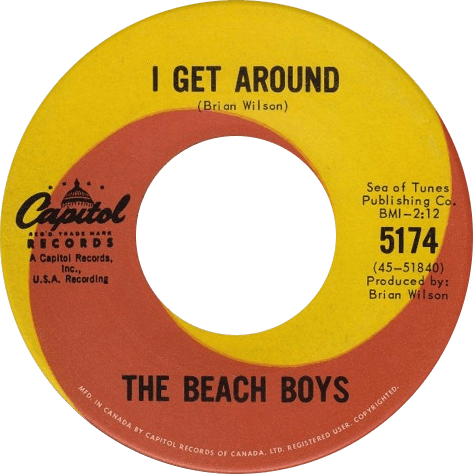 I GET AROUND
(Brian Wilson)
Capitol
REG'D TRADE MARK
RECORDS
A Capitol Records,
Inc.,
U.S.A. Recording
Sea of Tunes
Publishing Co.
BMI-2:12
5174
(45-51840)
Produced by:
Brian Wilson
THE BEACH BOYS
MFD. IN CANADA BY CAPITOL RECORDS OF CANADA, LTD. REGISTERED USER. COPYRIGHTED.